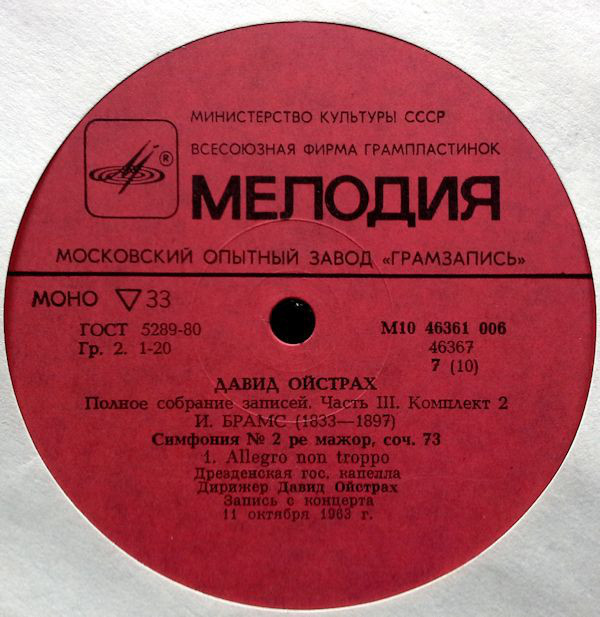 МИНИСТЕРСТВО КУЛЬТУРЫ СССР
ВСЕСОЮЗНАЯ ФИРМА ГРАМПЛАСТИНОК
®
МЕЛОДИЯ
МОСКОВСКИЙ ОПЫТНЫЙ ЗАВОД «ГРАМЗАПИСЬ»
МОНО ▽ 33
ГОСТ 5289-80
М10 46361 006
Гр. 2. 1-20
46367
7 (10)
ДАВИД ОЙСТРАХ
Полное собрание записей. Часть III. Комплект 2
И. БРАМС (1833—1897)
Симфония № 2 ре мажор, соч. 73
1. Allegro non troppo
Дрезденская гос. капелла
Дирижер Давид Ойстрах
Запись с концерта
11 октября 1963 г.